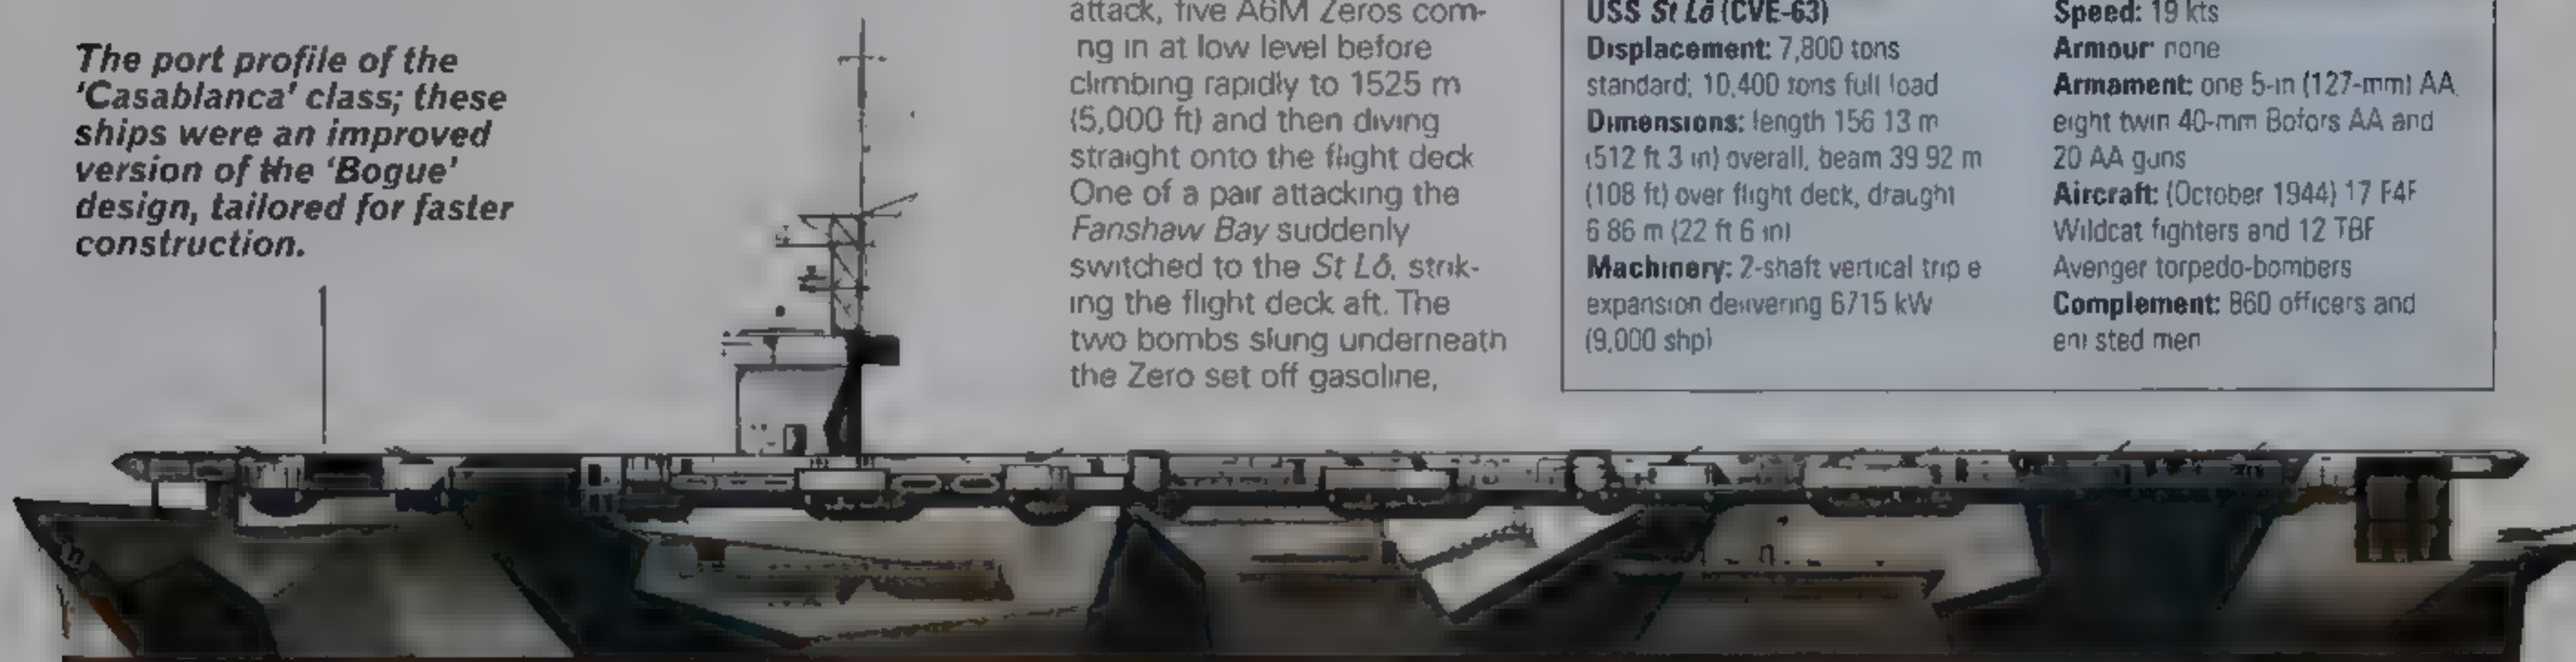 The port profile of the
'Casablanca' class; these
ships were an improved
version of the 'Bogue'
design, tailored for faster
construction.
attack, five A6M Zeros com-
ng in at low level before
climbing rapidly to 1525 m
(5,000 ft) and then diving
straight onto the flight deck
One of a pair attacking the
Fanshaw Bay suddenly
switched to the St Lô, strik-
ing the flight deck aft. The
two bombs slung underneath
the Zero set off gasoline,
USS St Lô (CVE-63)
Displacement: 7,800 tons
standard; 10,400 tons full load
Dimensions: length 156 13 m
(512 ft 3 in) overall, beam 39 92 m
(108 ft) over flight deck, draught
6 86 m (22 ft 6 in)
Machinery: 2-shaft vertical trip e
expansion delivering 6715 kW
(9,000 shp)
Speed: 19 kts
Armour none
Armament: one 5-in (127-mm) AA,
eight twin 40-mm Bofors AA and
20 AA guns
Aircraft: (October 1944) 17 F4F
Wildcat fighters and 12 TBF
Avenger torpedo-bombers
Complement: 860 officers and
en sted men